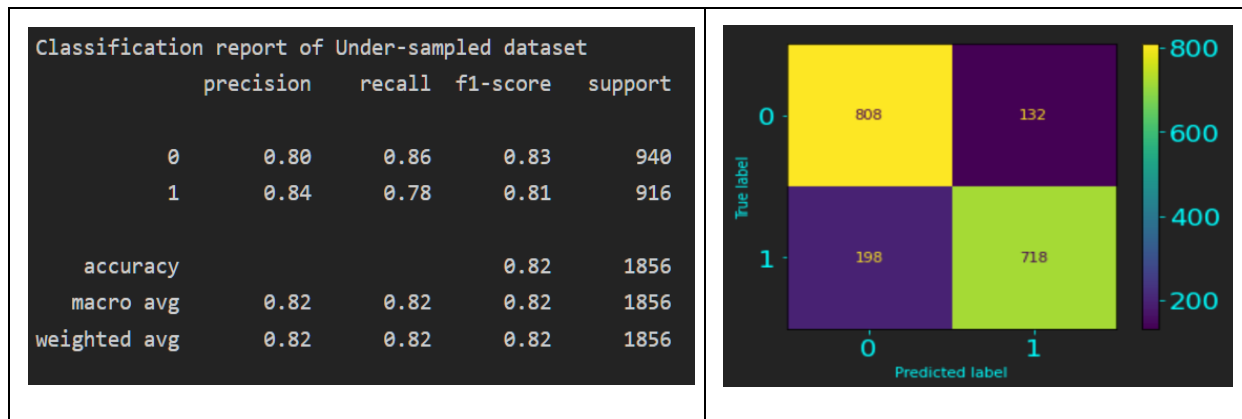 Classification report of Under-sampled dataset
precision recall f1-score support
0 0.80 0.86 0.83 940
1 0.84 0.78 0.81 916
accuracy 0.82 1856
macro avg 0.82 0.82 0.82 1856
weighted avg 0.82 0.82 0.82 1856
800
0 808 132
600
True label
400
1 198 718
200
0 1
Predicted label